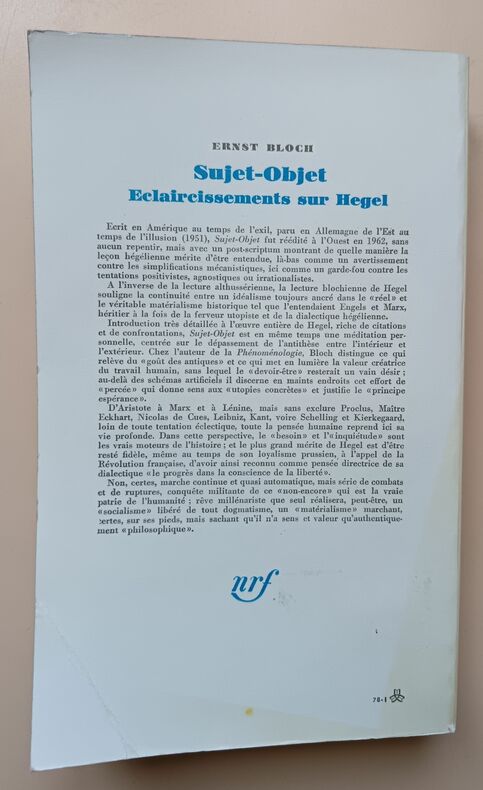 ERNST BLOCH
Sujet-Objet
Eclaircissements sur Hegel
Ecrit en Amérique au temps de l'exil, paru en Allemagne de l'Est au
temps de l'illusion (1951), Sujet-Objet fut réédité à l'Ouest en 1962, sans
aucun repentir, mais avec un post-scriptum montrant de quelle manière la
leçon hégélienne mérite d'être entendue, là-bas comme un avertissement
contre les simplifications mécanistiques, ici comme un garde-fou contre les
tentations positivistes, agnostiques ou irrationalistes.
A l'inverse de la lecture althussérienne, la lecture blochienne de Hegel
souligne la continuité entre un idéalisme toujours ancré dans le «réel» et
le véritable matérialisme historique tel que l'entendaient Engels et Marx,
héritier à la fois de la ferveur utopiste et de la dialectique hégélienne.
Introduction très détaillée à l'œuvre entière de Hegel, riche de citations
et de confrontations, Sujet-Objet est en même temps une méditation per-
sonnelle, centrée sur le dépassement de l'antithèse entre l'intérieur et
l'extérieur. Chez l'auteur de la Phénoménologie, Bloch distingue ce qui
relève du «goût des antiques» et ce qui met en lumière la valeur créatrice
du travail humain, sans lequel le «devoir-être» resterait un vain désir ;
au-delà des schémas artificiels il discerne en maints endroits cet effort de
«percée» qui donne sens aux «utopies concrètes» et justifie le «principe
espérance».
D'Aristote à Marx et à Lénine, mais sans exclure Proclus, Maître
Eckhart, Nicolas de Cues, Leibniz, Kant, voire Schelling et Kierkegaard,
loin de toute tentation éclectique, toute la pensée humaine reprend ici sa
vie profonde. Dans cette perspective, le «besoin» et l'«inquiétude» sont
les vrais moteurs de l'histoire ; et le plus grand mérite de Hegel est d'être
resté fidèle, même au temps de son loyalisme prussien, à l'appel de la
Révolution française, d'avoir ainsi reconnu comme pensée directrice de sa
dialectique «le progrès dans la conscience de la liberté».
Non, certes, marche continue et quasi automatique, mais série de combats
et de ruptures, conquête militante de ce «non-encore» qui est la vraie
patrie de l'humanité ; rêve millénariste que seul réalisera, peut-être, un
«socialisme» libéré de tout dogmatisme, un «matérialisme» marchant,
certes, sur ses pieds, mais sachant qu'il n'a sens et valeur qu'authentique-
ment «philosophique».
nrf
78-I